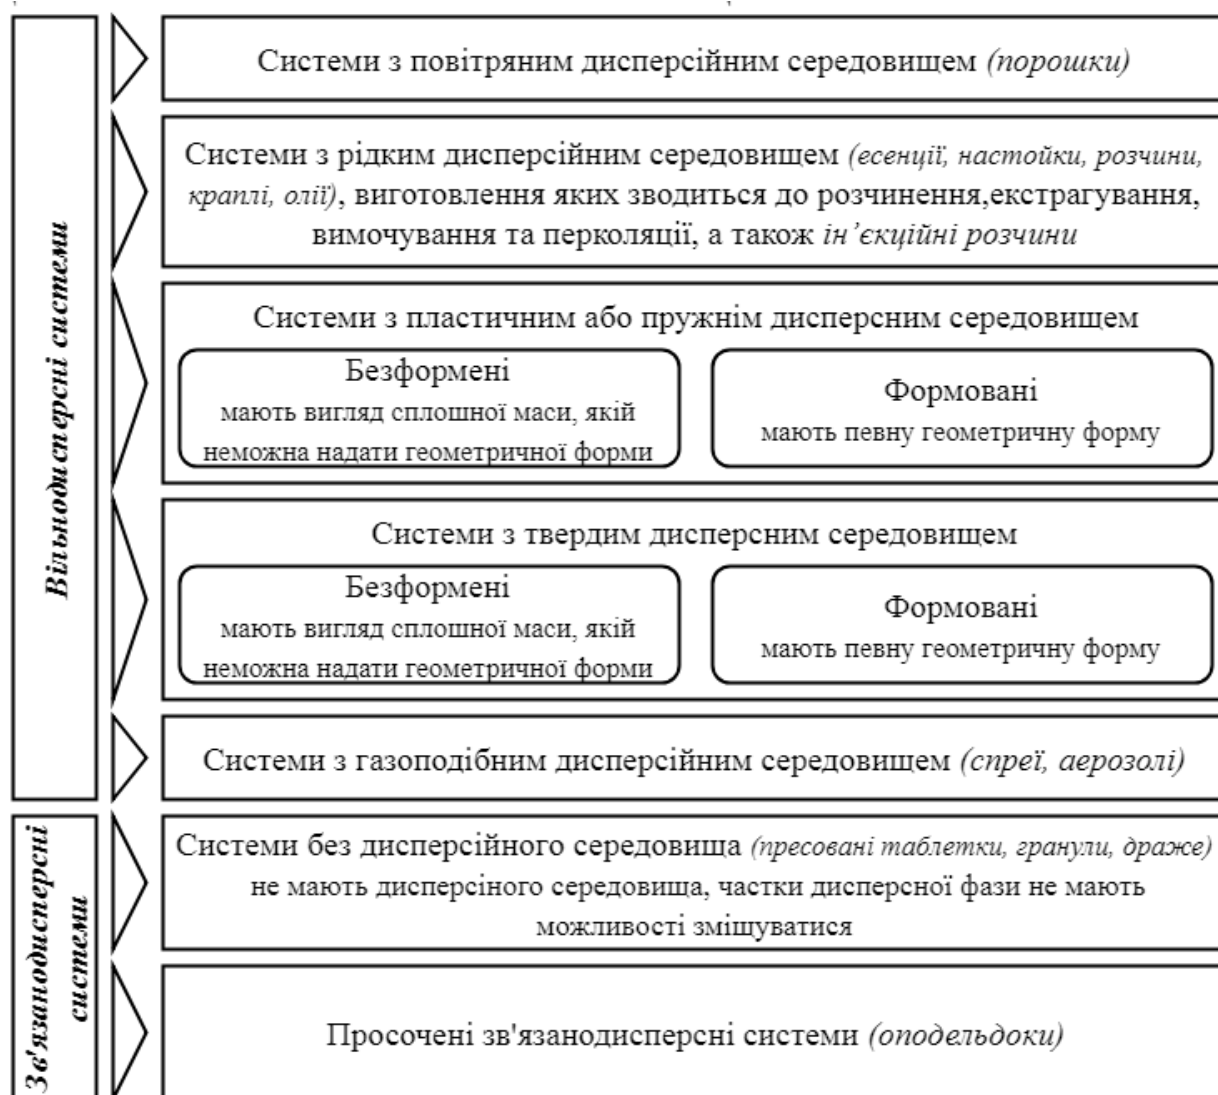 Вільнодисперсні системи
Системи з повітряним дисперсійним середовищем (порошки)
Системи з рідким дисперсійним середовищем (есенції, настойки, розчини,
краплі, олії), виготовлення яких зводиться до розчинення,екстрагування,
вимочування та перколяції, а також ін’єкційні розчини
Системи з пластичним або пружнім дисперсним середовищем
Безформені
мають вигляд сплошної маси, якій
неможна надати геометричної форми
Формовані
мають певну геометричну форму
Системи з твердим дисперсним середовищем
Безформені
мають вигляд сплошної маси, якій
неможна надати геометричної форми
Формовані
мають певну геометричну форму
Системи з газоподібним дисперсійним середовищем (спреї, аерозолі)
Зв'язанодисперсні
системи
Системи без дисперсійного середовища (пресовані таблетки, гранули, драже)
не мають дисперсіного середовища, частки дисперсної фази не мають
можливості зміщуватися
Просочені зв'язанодисперсні системи (оподельдоки)